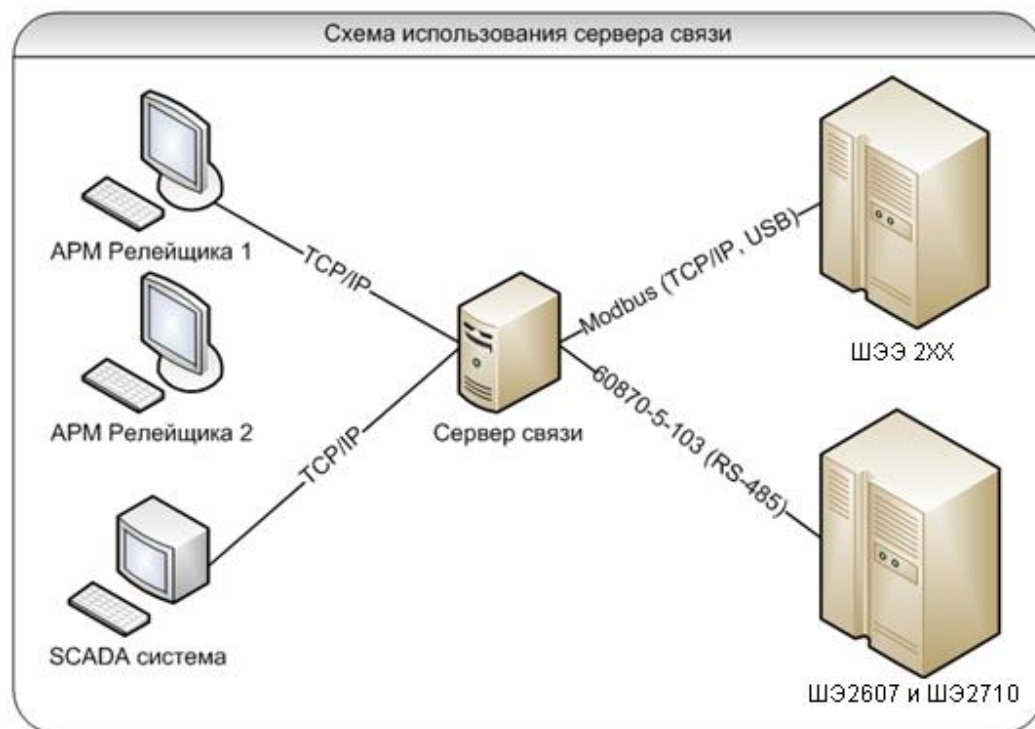 Схема использования сервера связи
АРМ Релейщика 1
TCP/IP
Modbus (TCP/IP, USB)
ШЭЭ 2XX
АРМ Релейщика 2
Сервер связи
TCP/IP
60870-5-103 (RS-485)
SCADA система
ШЭ2607 и ШЭ2710